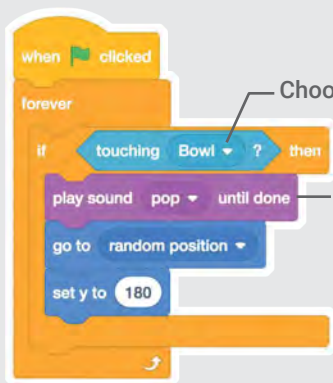 when clicked
forever
Choo
if touching Bowl ? then
play sound pop until done
go to random position
set y to 180